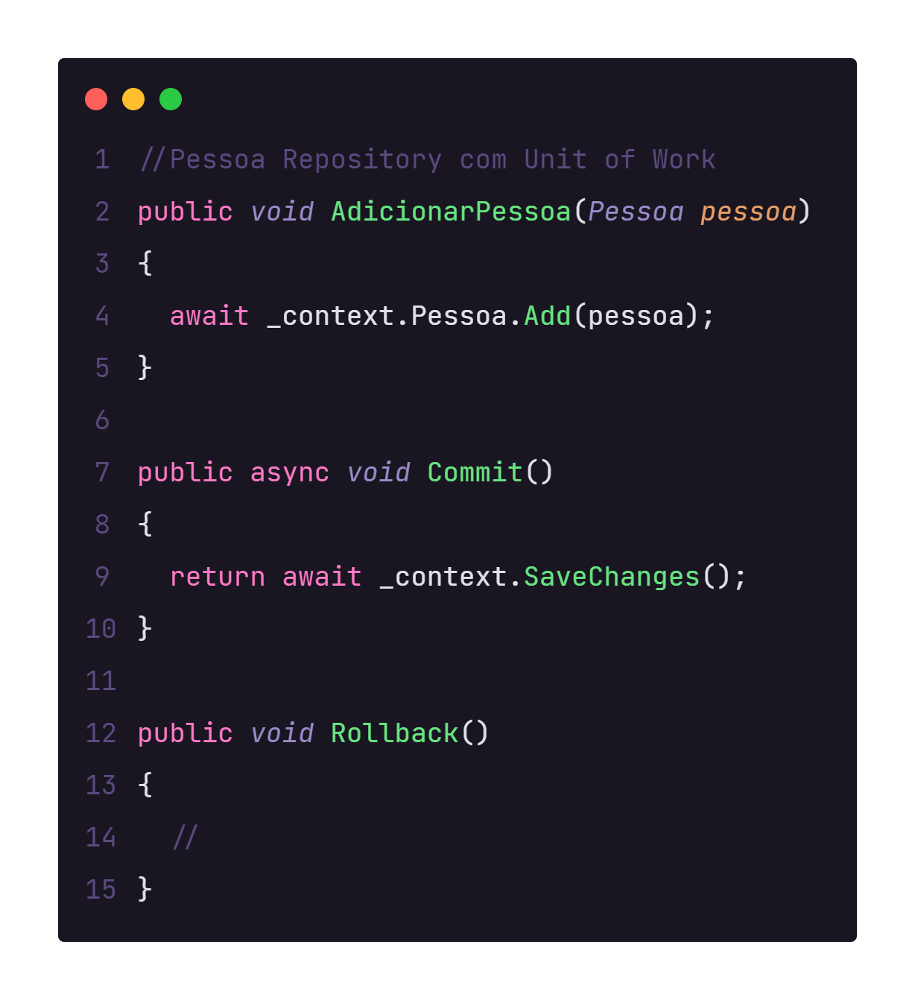 1 //Pessoa Repository com Unit of Work
2 public void AdicionarPessoa(Pessoa pessoa)
3 {
4   await _context.Pessoa.Add(pessoa);
5 }
6
7 public async void Commit()
8 {
9   return await _context.SaveChanges();
10 }
11
12 public void Rollback()
13 {
14   //
15 }